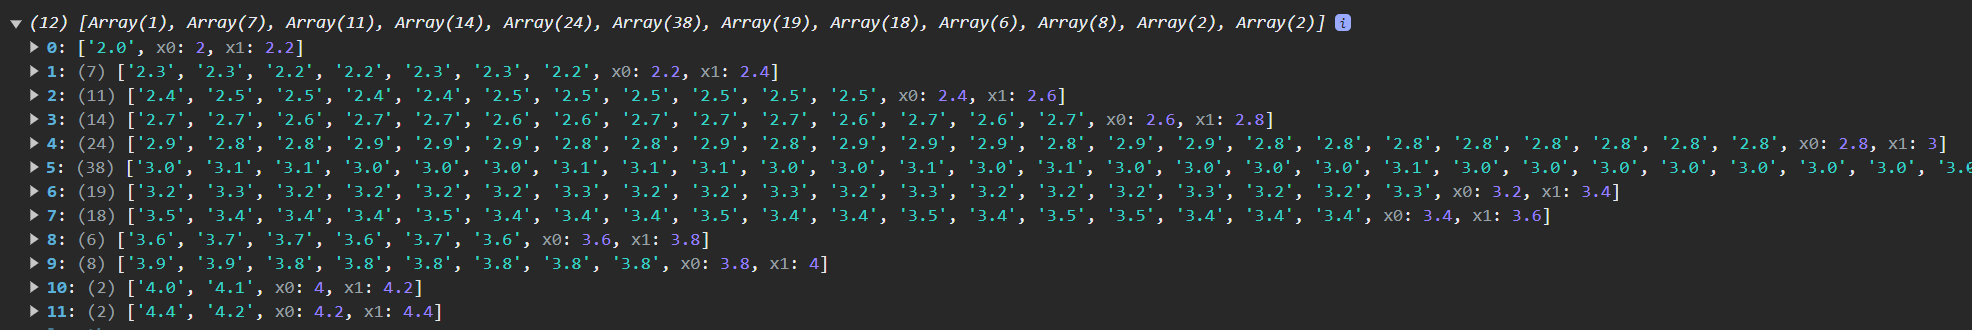 ▼ (12) [Array(1), Array(7), Array(11), Array(14), Array(24), Array(38), Array(19), Array(18), Array(6), Array(8), Array(2), Array(2)] i
▶ 0: ['2.0', x0: 2, x1: 2.2]
▶ 1: (7) ['2.3', '2.3', '2.2', '2.2', '2.3', '2.3', '2.2', x0: 2.2, x1: 2.4]
▶ 2: (11) ['2.4', '2.5', '2.5', '2.4', '2.4', '2.5', '2.5', '2.5', '2.5', '2.5', '2.5', x0: 2.4, x1: 2.6]
▶ 3: (14) ['2.7', '2.7', '2.6', '2.7', '2.7', '2.6', '2.6', '2.7', '2.7', '2.7', '2.6', '2.7', '2.6', '2.7', x0: 2.6, x1: 2.8]
▶ 4: (24) ['2.9', '2.8', '2.8', '2.9', '2.9', '2.9', '2.8', '2.8', '2.9', '2.8', '2.9', '2.9', '2.9', '2.8', '2.9', '2.9', '2.8', '2.8', '2.8', '2.8', '2.8', '2.8', '2.8', '2.8', x0: 2.8, x1: 3]
▶ 5: (38) ['3.0', '3.1', '3.1', '3.0', '3.0', '3.0', '3.1', '3.1', '3.1', '3.0', '3.0', '3.1', '3.0', '3.1', '3.0', '3.0', '3.0', '3.0', '3.1', '3.0', '3.0', '3.0', '3.0', '3.0', '3.0', '3.0
▶ 6: (19) ['3.2', '3.3', '3.2', '3.2', '3.2', '3.2', '3.3', '3.2', '3.2', '3.3', '3.2', '3.3', '3.2', '3.2', '3.2', '3.3', '3.2', '3.2', '3.3', x0: 3.2, x1: 3.4]
▶ 7: (18) ['3.5', '3.4', '3.4', '3.4', '3.5', '3.4', '3.4', '3.4', '3.5', '3.4', '3.4', '3.5', '3.4', '3.5', '3.5', '3.4', '3.4', '3.4', x0: 3.4, x1: 3.6]
▶ 8: (6) ['3.6', '3.7', '3.7', '3.6', '3.7', '3.6', x0: 3.6, x1: 3.8]
▶ 9: (8) ['3.9', '3.9', '3.8', '3.8', '3.8', '3.8', '3.8', '3.8', x0: 3.8, x1: 4]
▶ 10: (2) ['4.0', '4.1', x0: 4, x1: 4.2]
▶ 11: (2) ['4.4', '4.2', x0: 4.2, x1: 4.4]